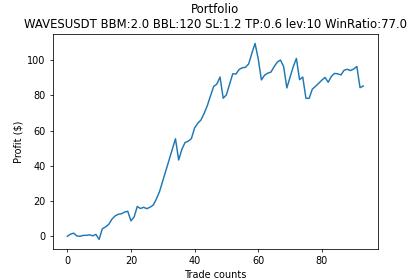 Portfolio
WAVESUSDT BBM:2.0 BBL:120 SL:1.2 TP:0.6 lev:10 WinRatio:77.0
100
80
60
40
20
0
Profit ($)
0 20 40 60 80
Trade counts